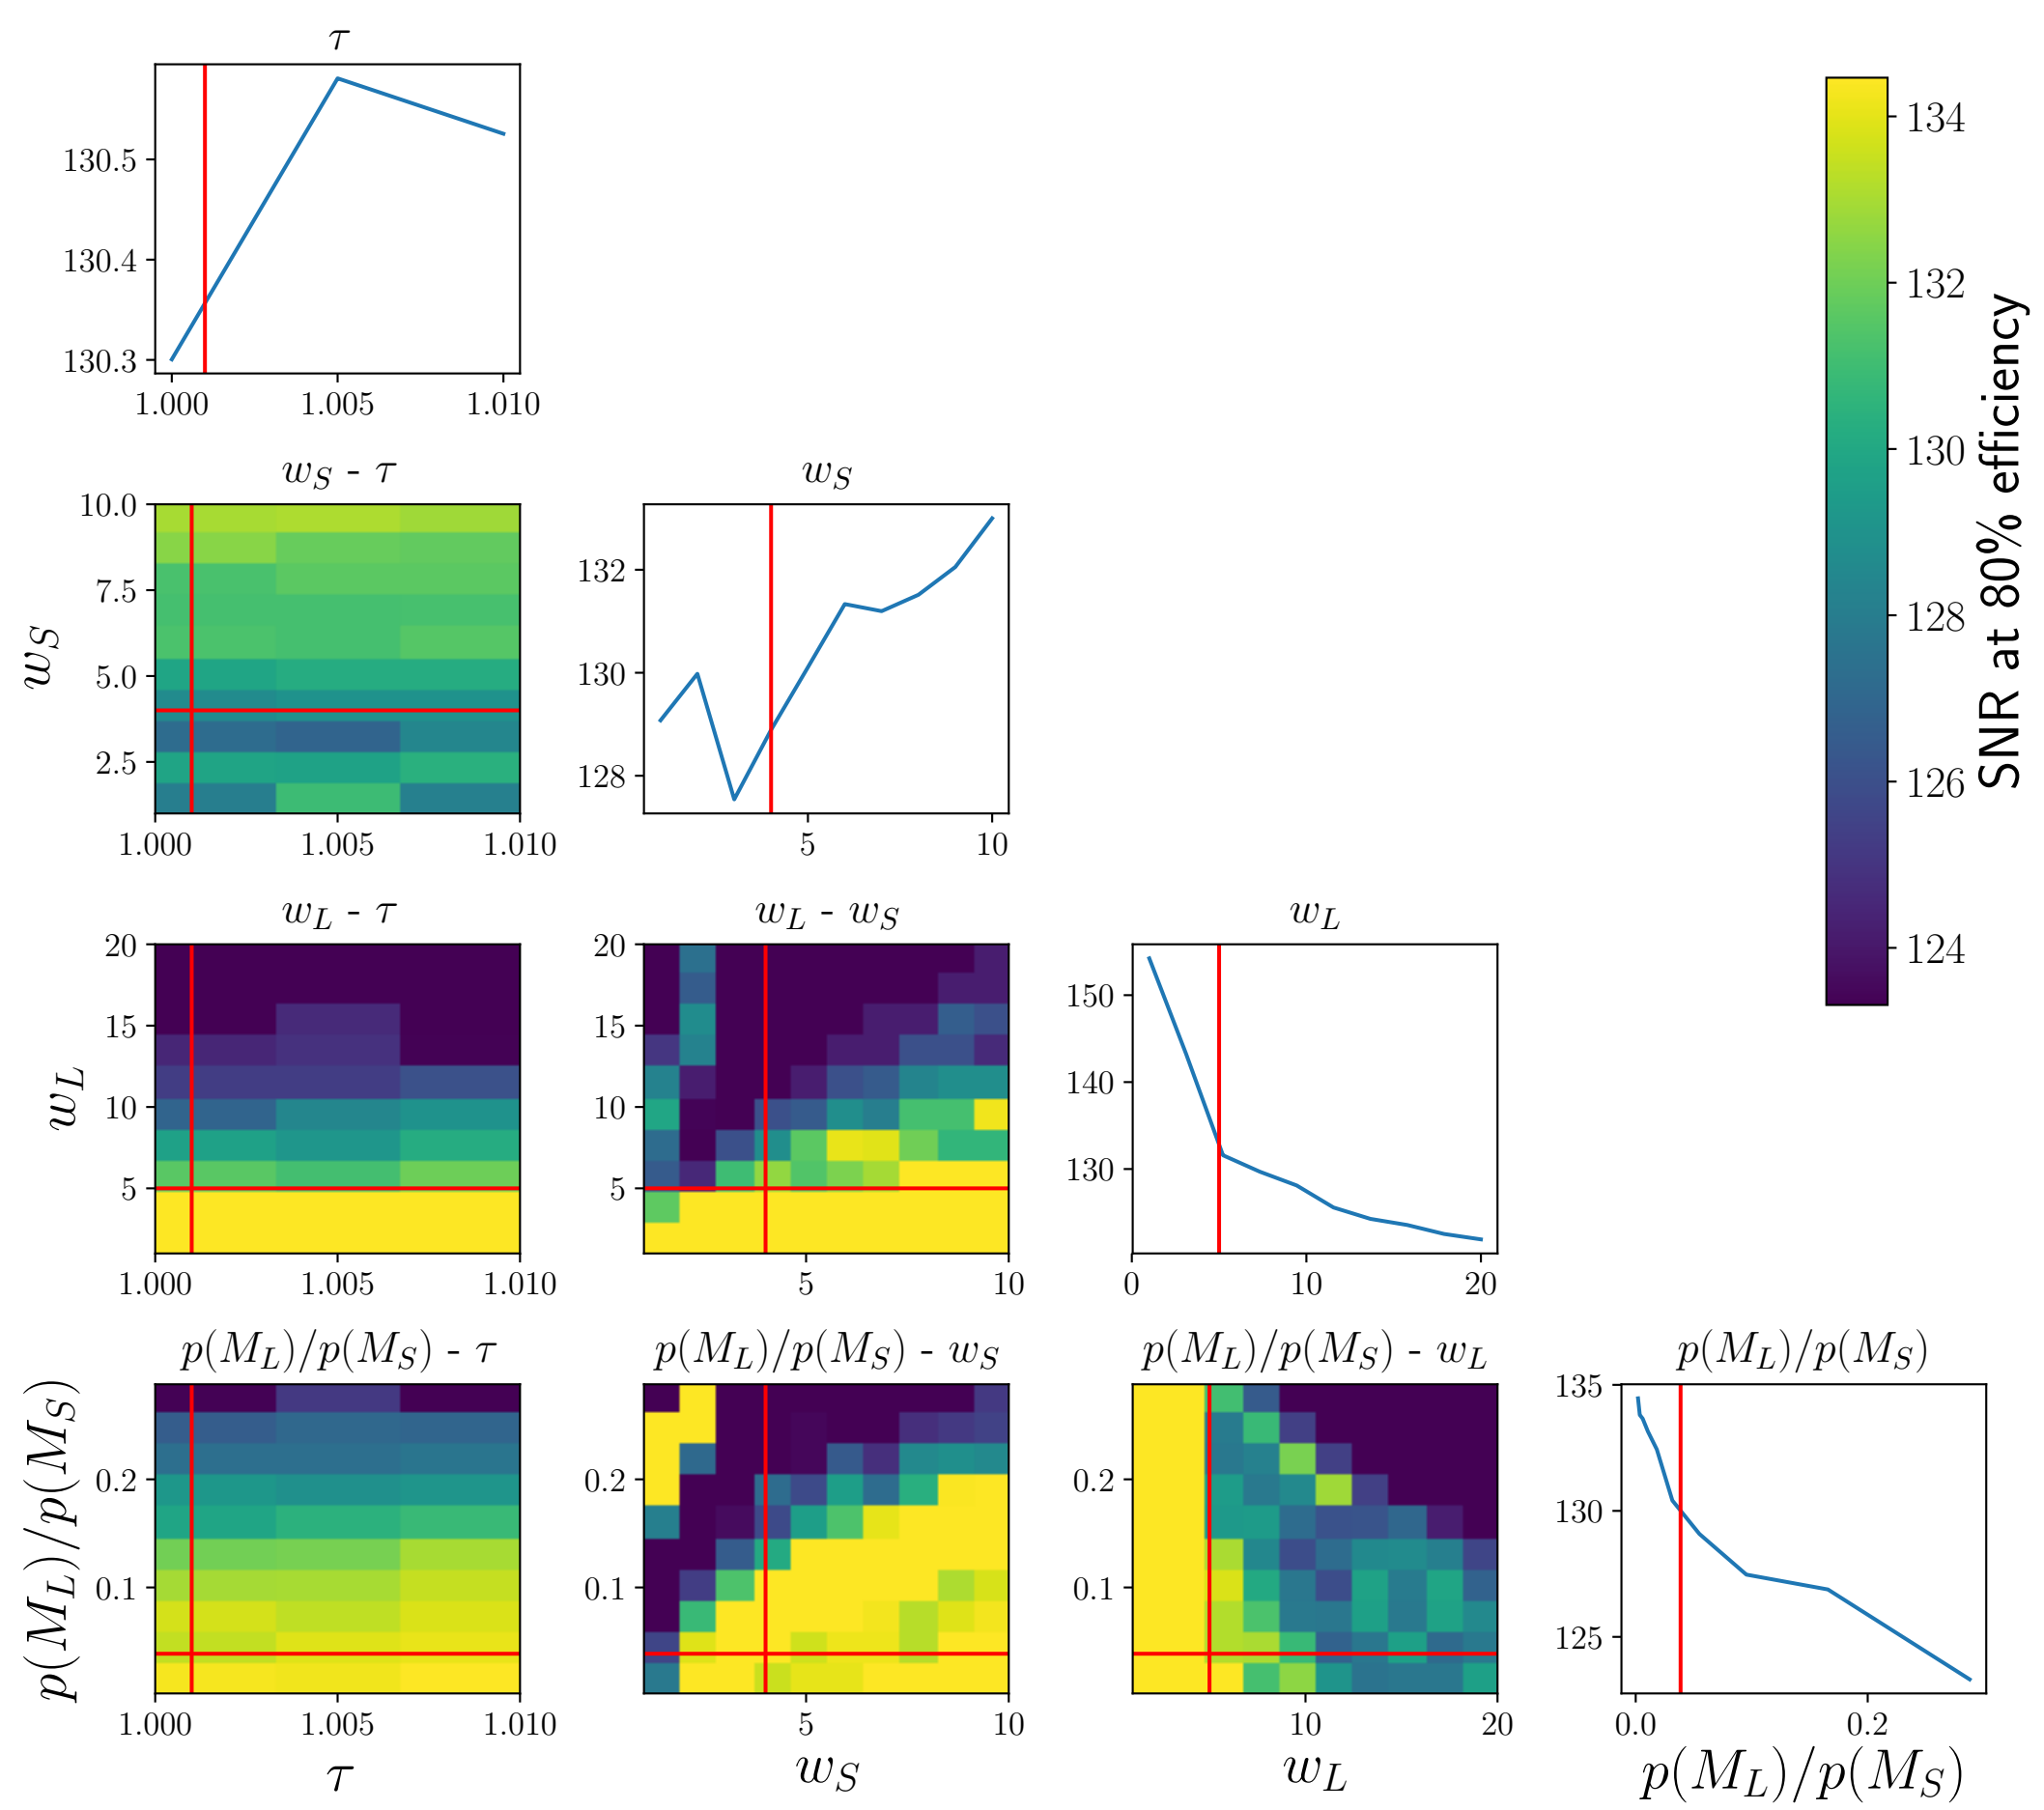 τ
130.5
130.4
130.3
1.000 1.005 1.010
w_S - τ
w_S
10.0
7.5
5.0
2.5
1.000 1.005 1.010
w_S
132
130
128
5 10
w_L - τ
w_L
20
15
10
5
1.000 1.005 1.010
w_L - w_S
20
15
10
5
5 10
w_L
150
140
130
0 10 20
p(M_L)/p(M_S) - τ
p(M_L)/p(M_S)
0.2
0.1
1.000 1.005 1.010
τ
p(M_L)/p(M_S) - w_S
0.2
0.1
5 10
w_S
p(M_L)/p(M_S) - w_L
0.2
0.1
10 20
w_L
p(M_L)/p(M_S)
135
130
125
0.0 0.2
p(M_L)/p(M_S)
134
132
130
128
126
124
SNR at 80% efficiency